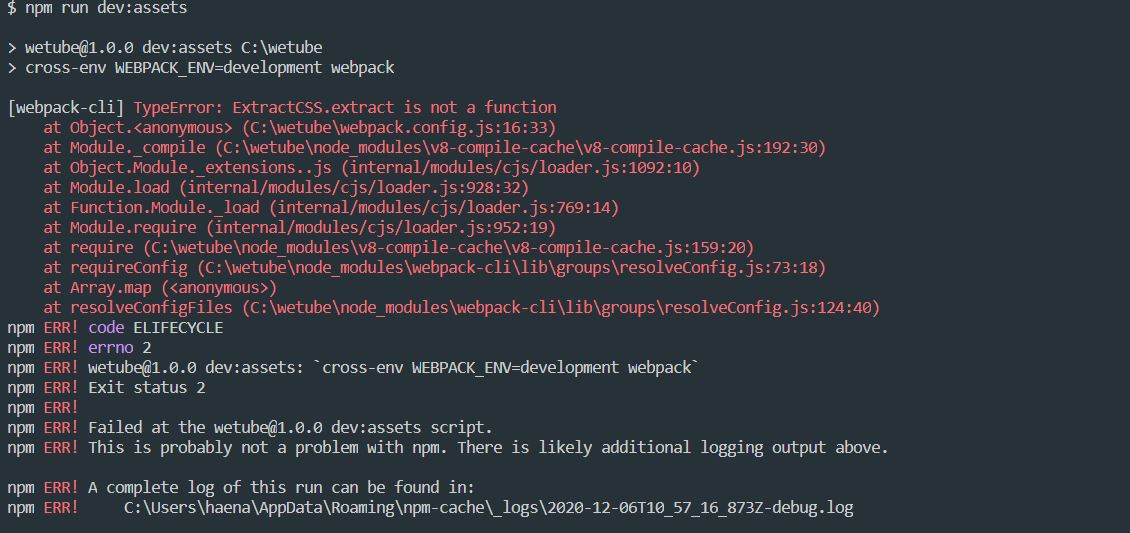 $ npm run dev:assets
> wetube@1.0.0 dev:assets C:\wetube
> cross-env WEBPACK_ENV=development webpack
[webpack-cli] TypeError: ExtractCSS.extract is not a function
    at Object.<anonymous> (C:\wetube\webpack.config.js:16:33)
    at Module._compile (C:\wetube\node_modules\v8-compile-cache\v8-compile-cache.js:192:30)
    at Object.Module._extensions..js (internal/modules/cjs/loader.js:1092:10)
    at Module.load (internal/modules/cjs/loader.js:928:32)
    at Function.Module._load (internal/modules/cjs/loader.js:769:14)
    at Module.require (internal/modules/cjs/loader.js:952:19)
    at require (C:\wetube\node_modules\v8-compile-cache\v8-compile-cache.js:159:20)
    at requireConfig (C:\wetube\node_modules\webpack-cli\lib\groups\resolveConfig.js:73:18)
    at Array.map (<anonymous>)
    at resolveConfigFiles (C:\wetube\node_modules\webpack-cli\lib\groups\resolveConfig.js:124:40)
npm ERR! code ELIFECYCLE
npm ERR! errno 2
npm ERR! wetube@1.0.0 dev:assets: `cross-env WEBPACK_ENV=development webpack`
npm ERR! Exit status 2
npm ERR!
npm ERR! Failed at the wetube@1.0.0 dev:assets script.
npm ERR! This is probably not a problem with npm. There is likely additional logging output above.
npm ERR! A complete log of this run can be found in:
npm ERR!     C:\Users\haena\AppData\Roaming\npm-cache\_logs\2020-12-06T10_57_16_873Z-debug.log